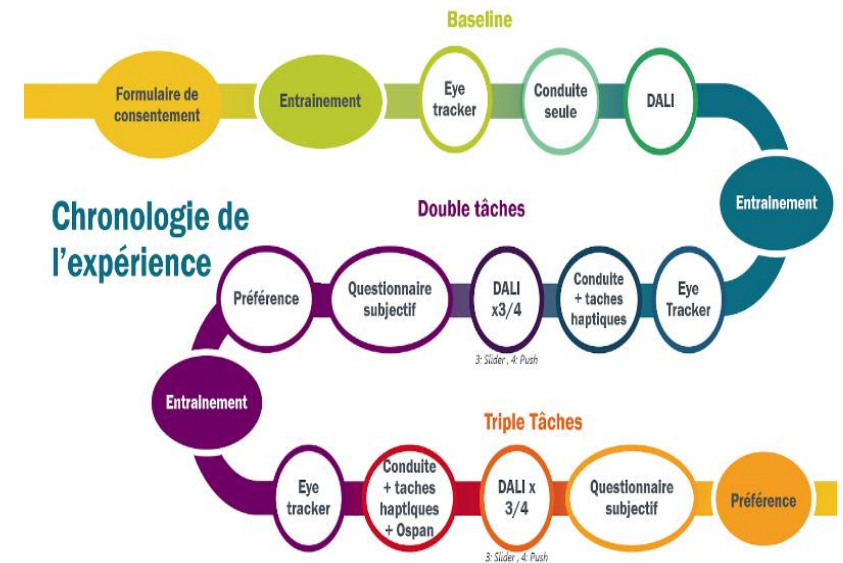 Baseline
Formulaire de
consentement
Entrainement
Eye
tracker
Conduite
seule
DALI
Entrainement
Chronologie de
l'expérience
Double tâches
Préférence
Questionnaire
subjectif
DALI
x3/4
3: Slider , 4: Push
Conduite
+ taches
haptiques
Eye
Tracker
Entrainement
Triple Tâches
Eye
tracker
Conduite
+ taches
haptiques
+ Ospan
DALI x
3/4
3: Slider , 4: Push
Questionnaire
subjectif
Préférence